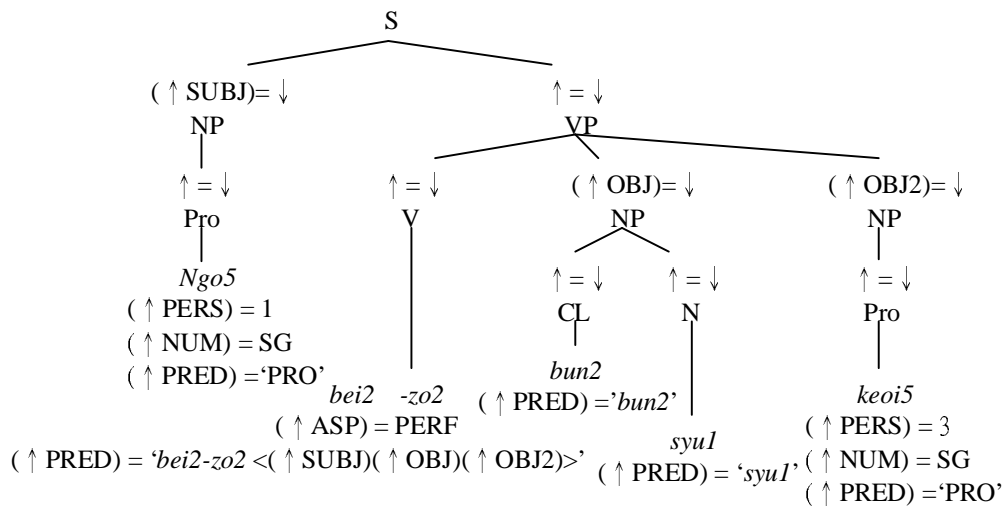 S
( ↑ SUBJ)= ↓ ↑ = ↓
NP VP
↑ = ↓ ↑ = ↓ ( ↑ OBJ)= ↓ ( ↑ OBJ2)= ↓
Pro V NP NP
Ngo5 ↑ = ↓ ↑ = ↓ ↑ = ↓
( ↑ PERS) = 1 CL N Pro
( ↑ NUM) = SG
( ↑ PRED) =‘PRO’ bun2
bei2 -zo2 ( ↑ PRED) =’bun2’ keoi5
( ↑ ASP) = PERF ( ↑ PERS) = 3
syu1
( ↑ PRED) = ‘bei2-zo2 <( ↑ SUBJ)( ↑ OBJ)( ↑ OBJ2)>’ ( ↑ PRED) = ‘syu1’ ( ↑ NUM) = SG
( ↑ PRED) =‘PRO’